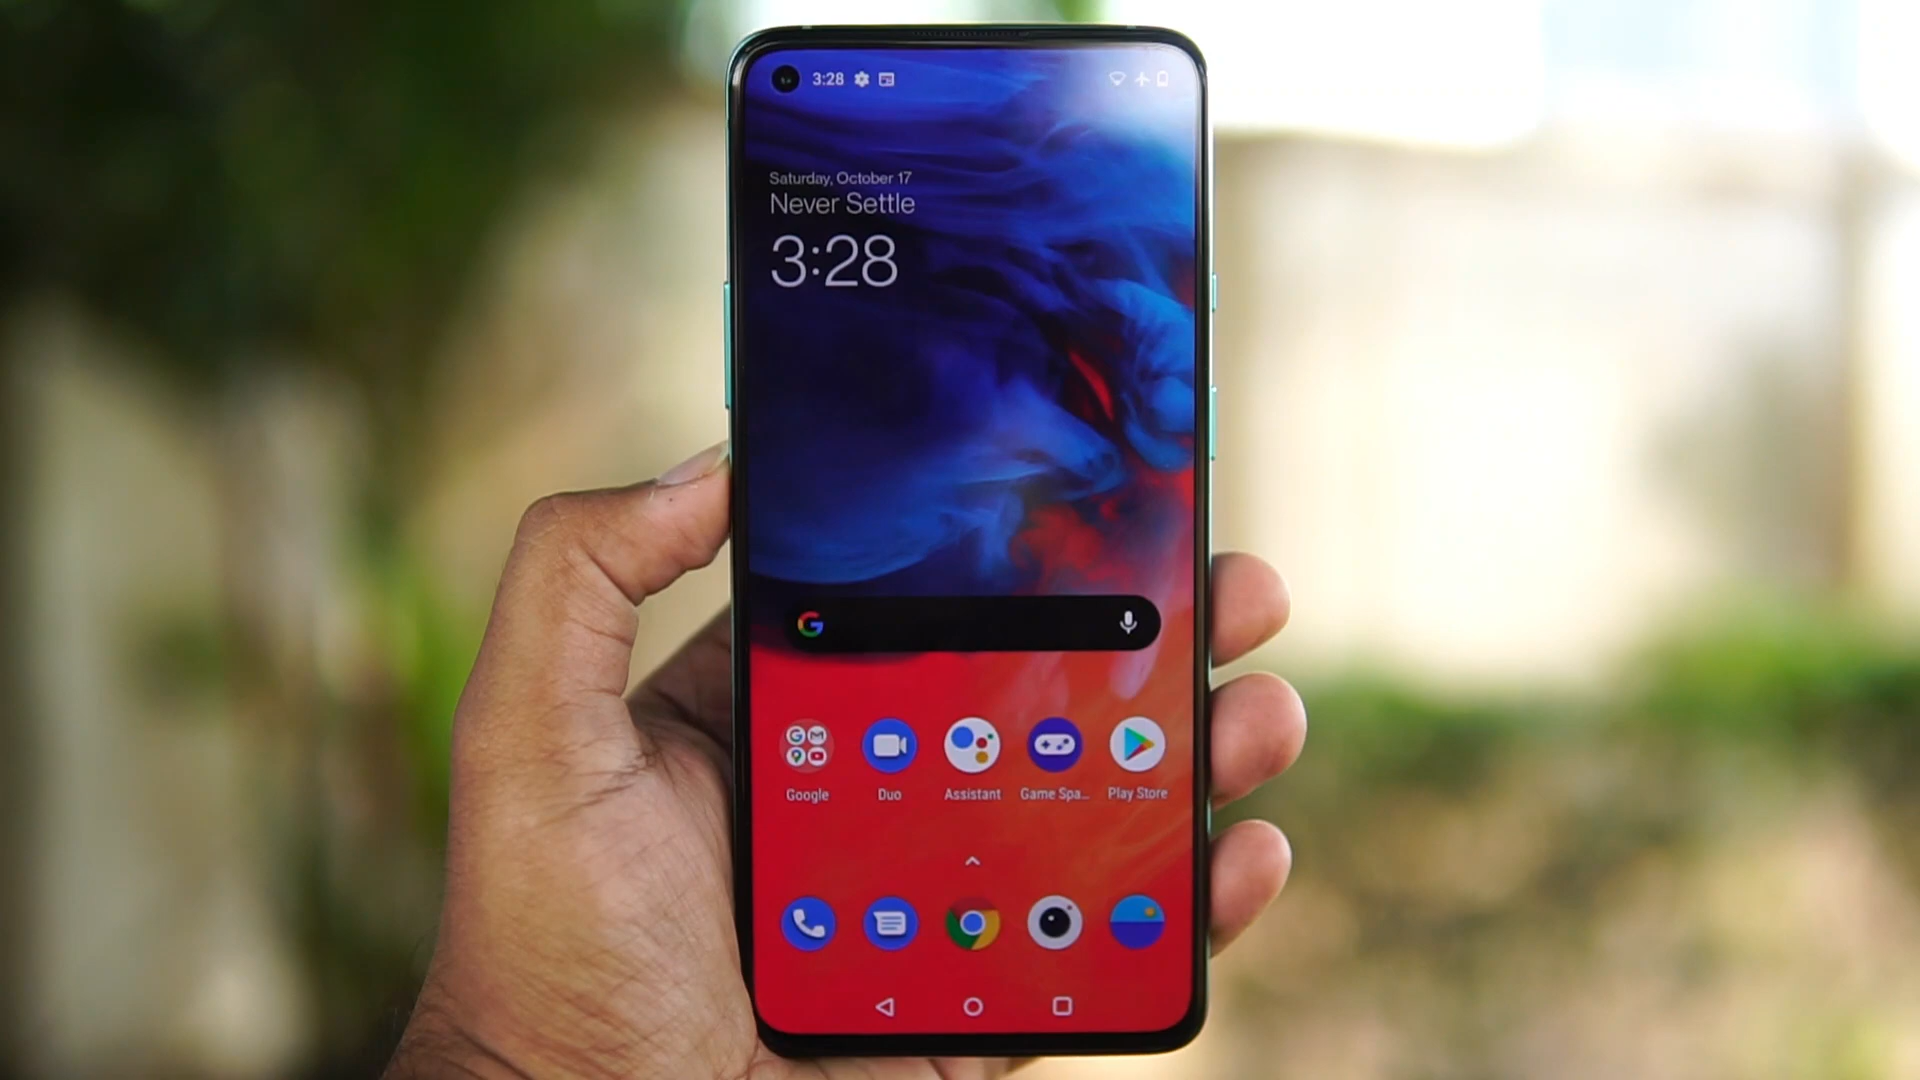 3:28
Saturday, October 17
Never Settle
3:28
Google Duo Assistant Game Spa... Play Store